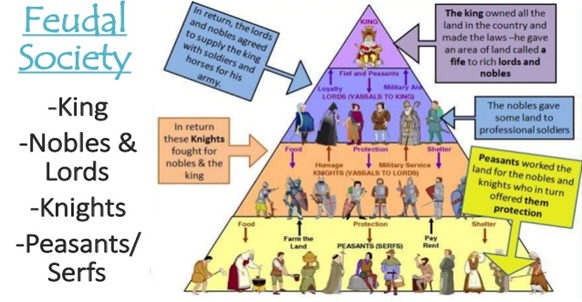 Feudal
Society
-King
-Nobles &
Lords
-Knights
-Peasants/
Serfs
In return, the lords
and nobles agreed
to supply the king
with soldiers and
horses for his
army.
In return
these Knights
fought for
nobles & the
king
KING
Fief and Peasants
Loyalty
Military Aid
LORDS (VASSALS TO KING)
Food
Protection
Shelter
Homage
Military Service
KNIGHTS (VASSALS TO LORDS)
Food
Protection
Shelter
Farm the
Land
PEASANTS (SERFS)
Pay
Rent
The king owned all the
land in the country and
made the laws –he gave
an area of land called a
fife to rich lords and
nobles
The nobles gave
some land to
professional soldiers
Peasants worked the
land for the nobles and
knights who in turn
offered them
protection